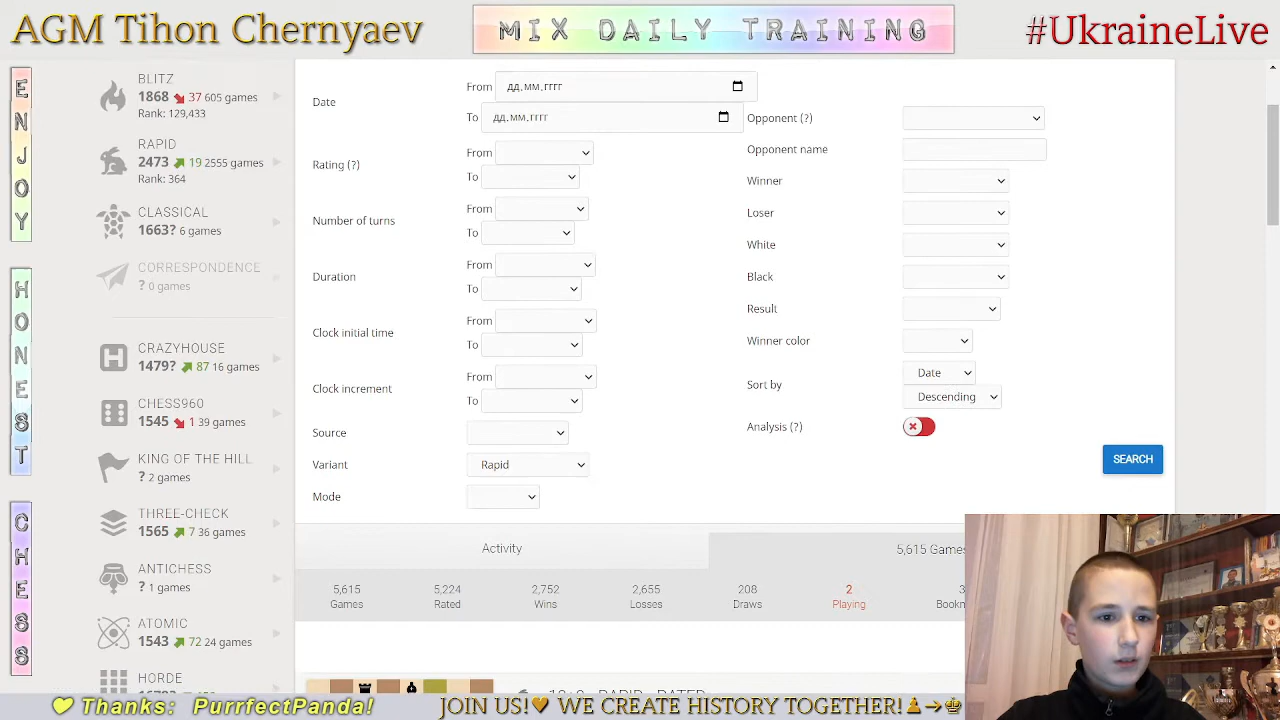 AGM Tihon Chernyaev
MIX DAILY TRAINING
#UkraineLive
ENJOY
HONEST
CHESS
BLITZ
1868 37 605 games
Rank: 129,433
RAPID
2473 19 2555 games
Rank: 364
CLASSICAL
1663? 6 games
CORRESPONDENCE
? 0 games
CRAZYHOUSE
1479? 87 16 games
CHESS960
1545 1 39 games
KING OF THE HILL
? 2 games
THREE-CHECK
1565 7 36 games
ANTICHESS
? 1 games
ATOMIC
1543 72 24 games
HORDE
Date
From дд.мм.гггг
To дд.мм.гггг
Rating (?)
From
To
Number of turns
From
To
Duration
From
To
Clock initial time
From
To
Clock increment
From
To
Source
Variant Rapid
Mode
Opponent (?)
Opponent name
Winner
Loser
White
Black
Result
Winner color
Sort by
Date
Descending
Analysis (?)
SEARCH
Activity
5,615 Games
5,615 5,224 2,752 2,655 208 2
Games Rated Wins Losses Draws Playing
RAPID RATED
Thanks: PurrfectPanda!
JOIN US! WE CREATE HISTORY TOGETHER!